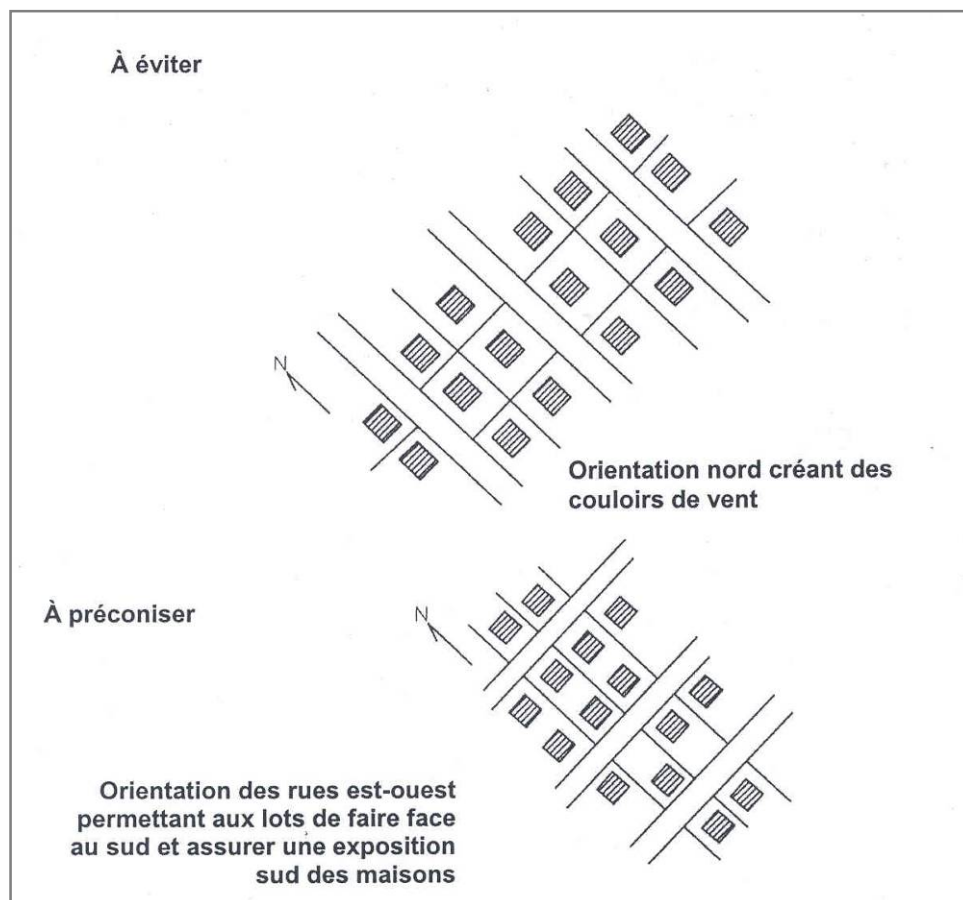 À éviter
N
Orientation nord créant des
couloirs de vent
À préconiser
N
Orientation des rues est-ouest
permettant aux lots de faire face
au sud et assurer une exposition
sud des maisons